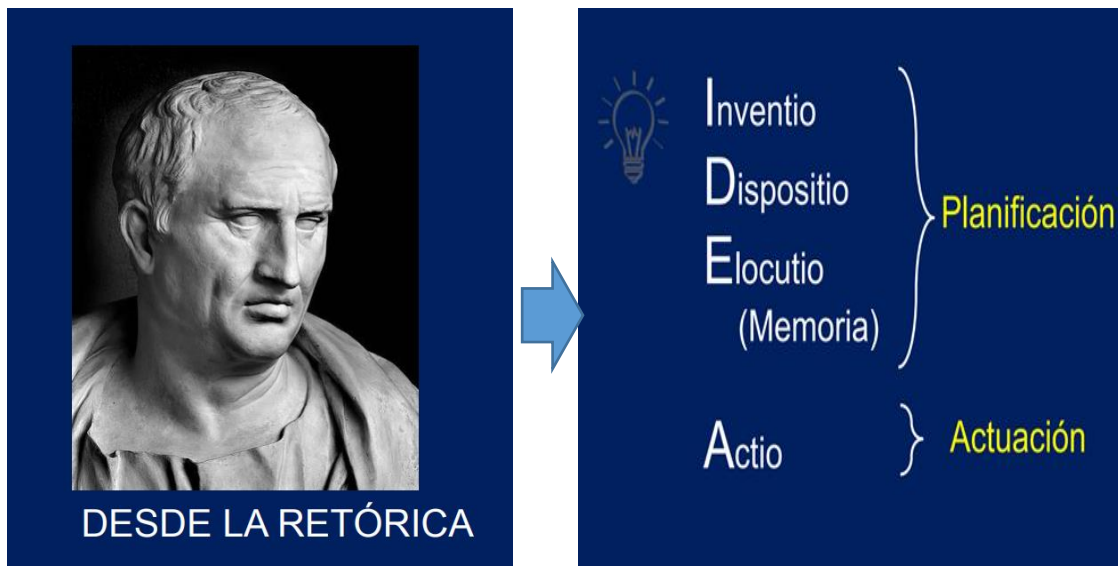 DESDE LA RETÓRICA
Inventio
Dispositio
Elocutio
(Memoria)
Planificación
Actio
Actuación